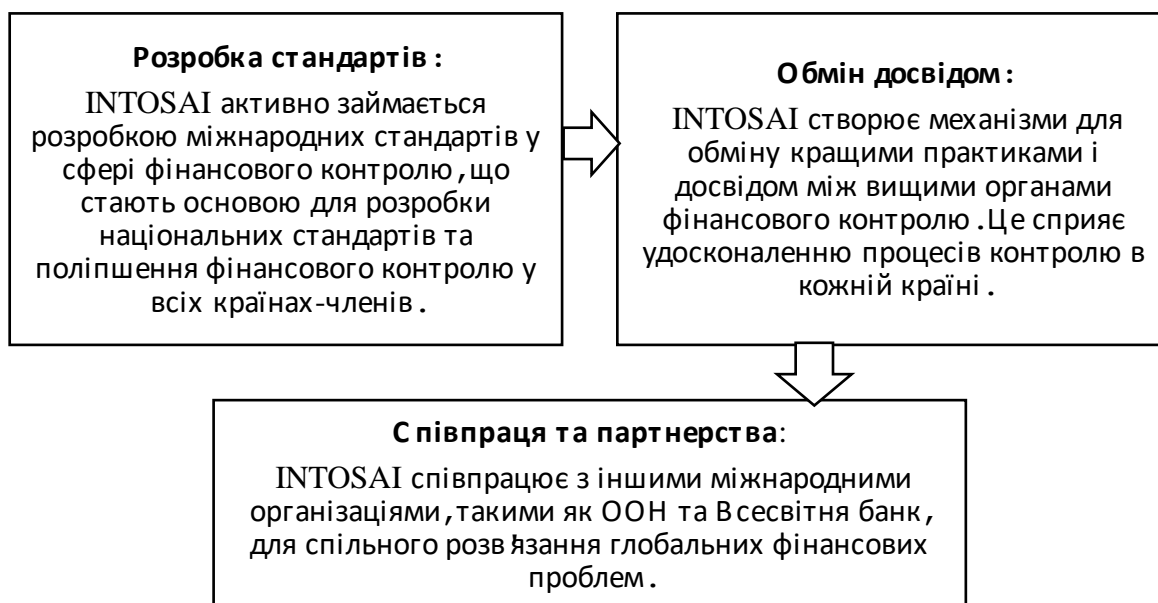 Розробка стандартів:
INTOSAI активно займається
розробкою міжнародних стандартів у
сфері фінансового контролю, що
стають основою для розробки
національних стандартів та
поліпшення фінансового контролю у
всіх країнах-членів.
Обмін досвідом:
INTOSAI створює механізми для
обміну кращими практиками і
досвідом між вищими органами
фінансового контролю. Це сприяє
удосконаленню процесів контролю в
кожній країні.
Співпраця та партнерства:
INTOSAI співпрацює з іншими міжнародними
організаціями, такими як ООН та Всесвітня банк,
для спільного розв'язання глобальних фінансових
проблем.